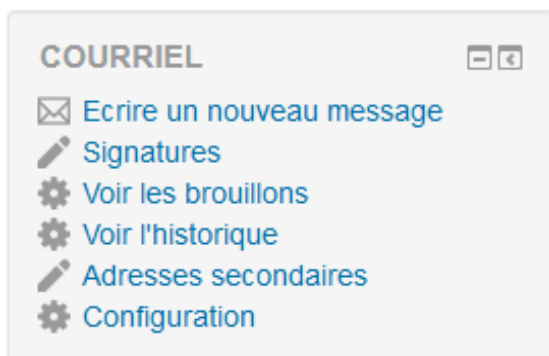 COURRIEL
Ecrire un nouveau message
Signatures
Voir les brouillons
Voir l'historique
Adresses secondaires
Configuration